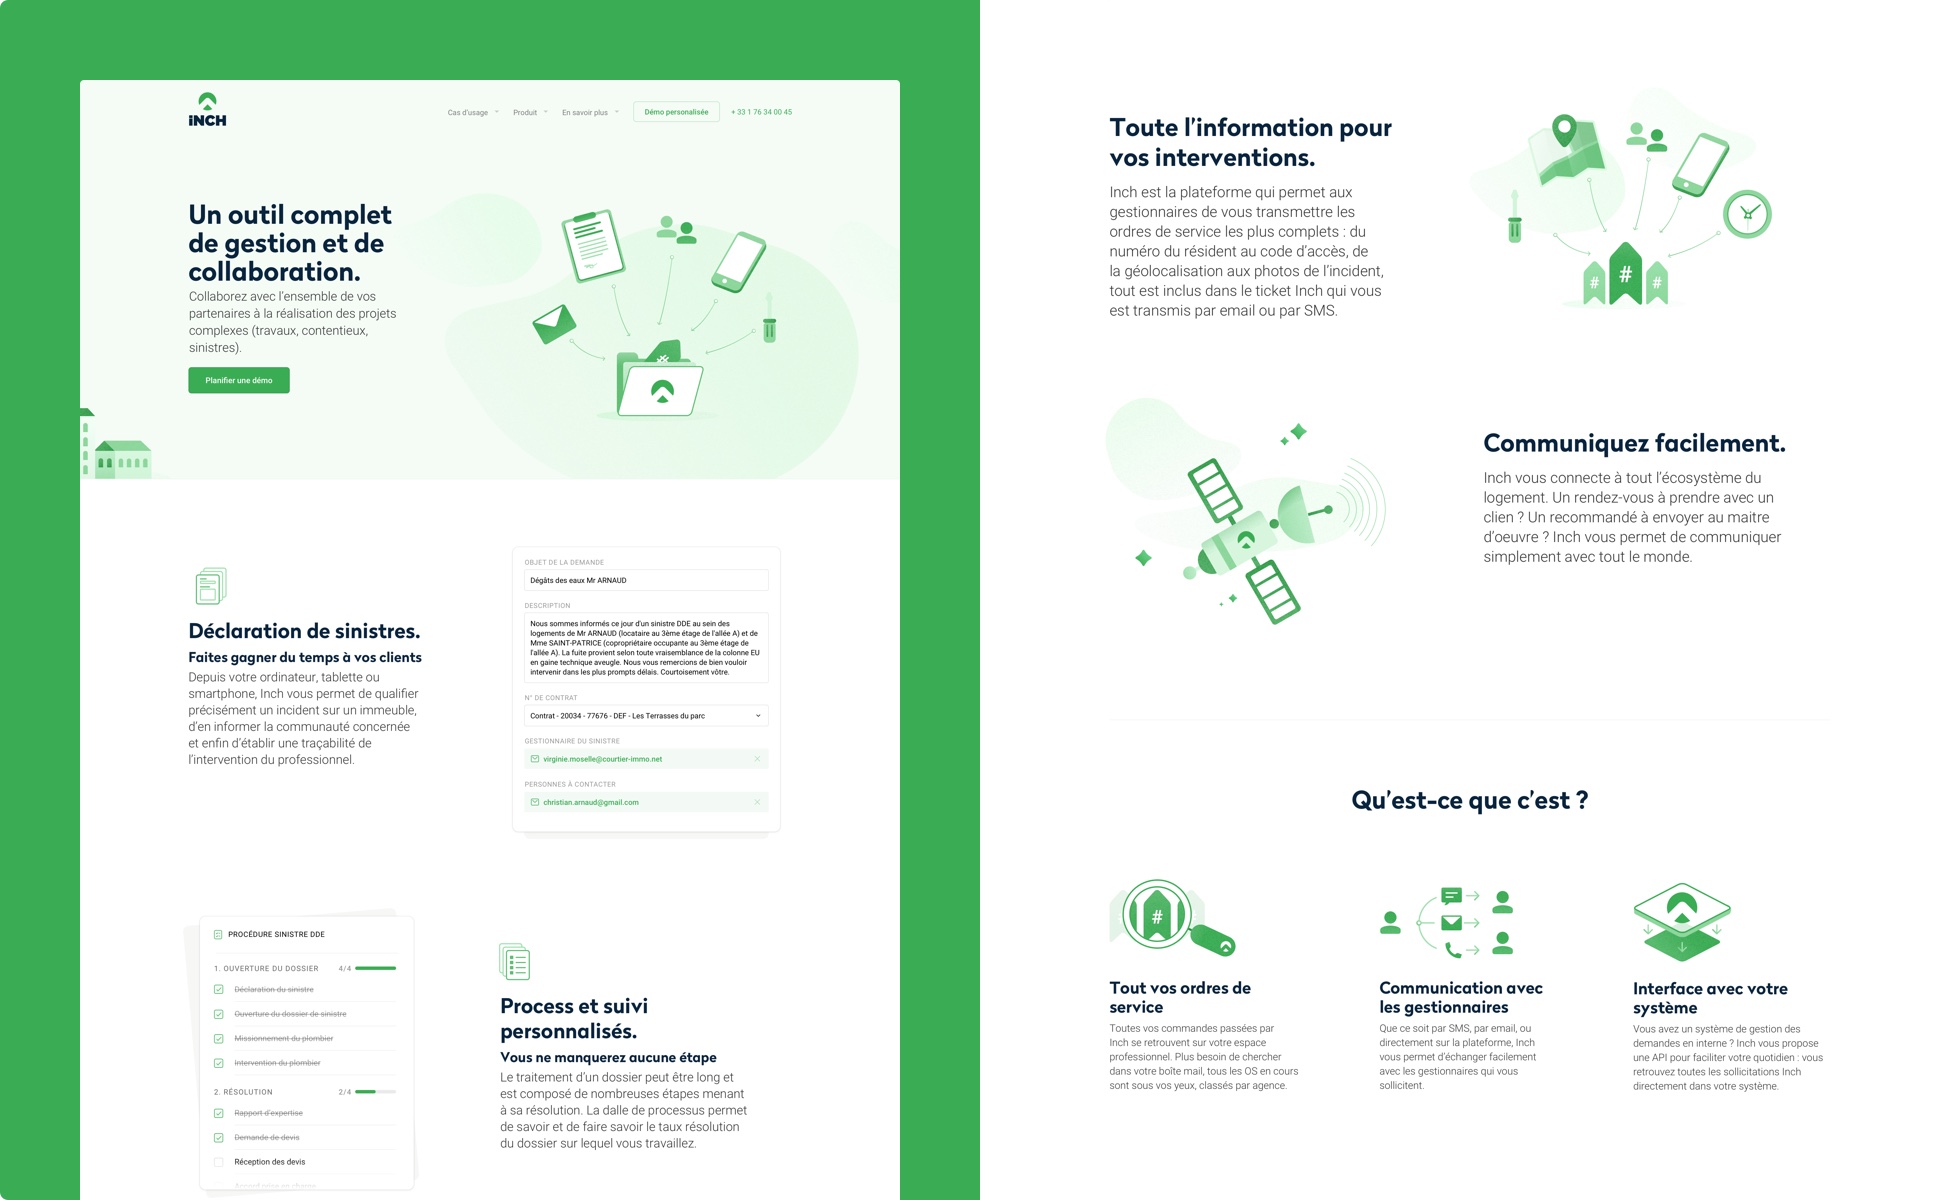 iNCH
Cas d'usage
Produit
En savoir plus
Démo personalisée
+ 33 1 76 34 00 45
Un outil complet
de gestion et de
collaboration.
Collaborez avec l'ensemble de vos
partenaires à la réalisation des projets
complexes (travaux, contentieux,
sinistres).
Planifier une démo
Déclaration de sinistres.
Faites gagner du temps à vos clients
Depuis votre ordinateur, tablette ou
smartphone, Inch vous permet de qualifier
précisément un incident sur un immeuble,
d'en informer la communauté concernée
et enfin d'établir une traçabilité de
l'intervention du professionnel.
OBJET DE LA DEMANDE
Dégâts des eaux Mr ARNAUD
DESCRIPTION
Nous sommes informés ce jour d'un sinistre DDE au sein des
logements de Mr ARNAUD (locataire au 3ème étage de l'allée A) et de
Mme SAINT-PATRICE (copropriétaire occupante au 3ème étage de
l'allée A). La fuite provient selon toute vraisemblance de la colonne EU
en gaine technique aveugle. Nous vous remercions de bien vouloir
intervenir dans les plus prompts délais. Courtoisement vôtre.
N° DE CONTRAT
Contrat - 20034 - 77676 - DEF - Les Terrasses du parc
GESTIONNAIRE DU SINISTRE
virginie.moselle@courtier-immo.net
PERSONNES À CONTACTER
christian.arnaud@gmail.com
PROCÉDURE SINISTRE DDE
1. OUVERTURE DU DOSSIER 4/4
Déclaration du sinistre
Ouverture du dossier de sinistre
Missionnement du plombier
Intervention du plombier
2. RÉSOLUTION 2/4
Rapport d'expertise
Demande de devis
Réception des devis
Accord prise en charge
Process et suivi
personnalisés.
Vous ne manquerez aucune étape
Le traitement d'un dossier peut être long et
est composé de nombreuses étapes menant
à sa résolution. La dalle de processus permet
de savoir et de faire savoir le taux résolution
du dossier sur lequel vous travaillez.
Toute l'information pour
vos interventions.
Inch est la plateforme qui permet aux
gestionnaires de vous transmettre les
ordres de service les plus complets : du
numéro du résident au code d'accès, de
la géolocalisation aux photos de l'incident,
tout est inclus dans le ticket Inch qui vous
est transmis par email ou par SMS.
# # #
Communiquez facilement.
Inch vous connecte à tout l'écosystème du
logement. Un rendez-vous à prendre avec un
clien ? Un recommandé à envoyer au maitre
d'oeuvre ? Inch vous permet de communiquer
simplement avec tout le monde.
Qu'est-ce que c'est ?
#
Tout vos ordres de
service
Toutes vos commandes passées par
Inch se retrouvent sur votre espace
professionnel. Plus besoin de chercher
dans votre boîte mail, tous les OS en cours
sont sous vos yeux, classés par agence.
Communication avec
les gestionnaires
Que ce soit par SMS, par email, ou
directement sur la plateforme, Inch
vous permet d'échanger facilement
avec les gestionnaires qui vous
sollicitent.
Interface avec votre
système
Vous avez un système de gestion des
demandes en interne ? Inch vous propose
une API pour faciliter votre quotidien : vous
retrouvez toutes les sollicitations Inch
directement dans votre système.